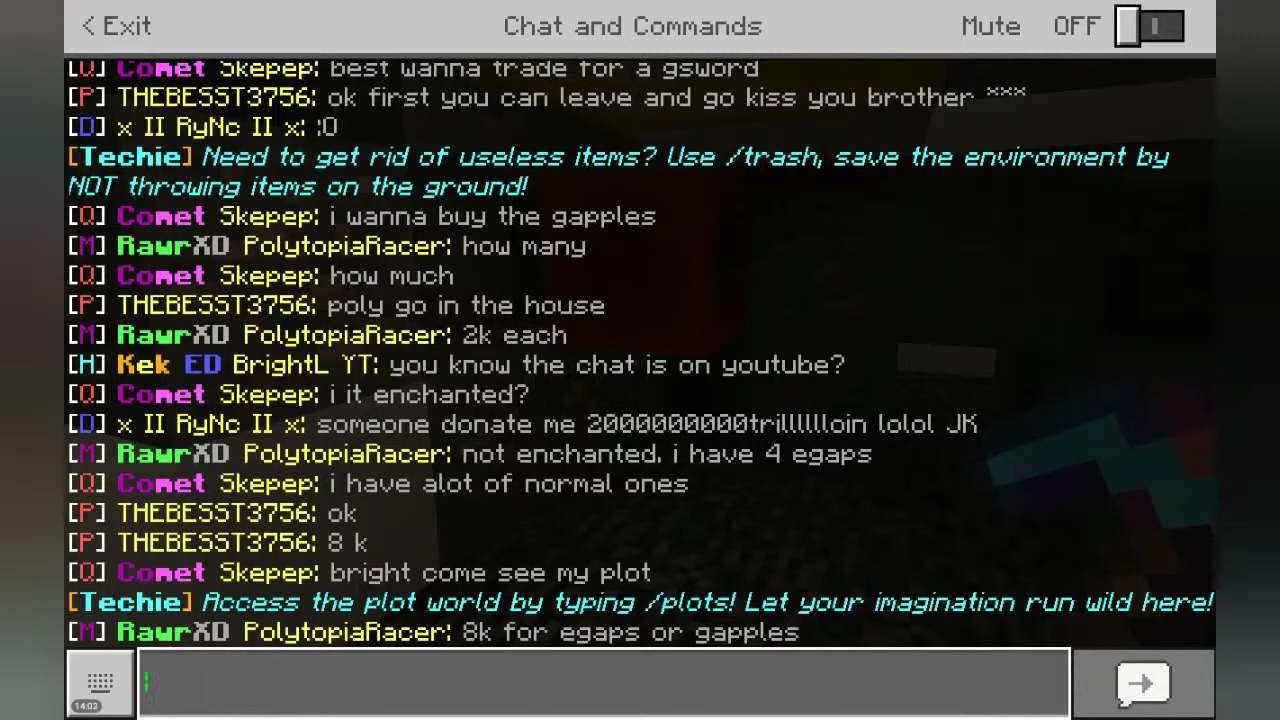 < Exit Chat and Commands Mute OFF
[Q] Comet Skepep: best wanna trade for a gsword
[P] THEBESST3756: ok first you can leave and go kiss you brother ˣˣˣ
[D] x II RyNc II x: :O
[Techie] Need to get rid of useless items? Use /trash, save the environment by
NOT throwing items on the ground!
[Q] Comet Skepep: i wanna buy the gapples
[M] RawrXD PolytopiaRacer: how many
[Q] Comet Skepep: how much
[P] THEBESST3756: poly go in the house
[M] RawrXD PolytopiaRacer: 2k each
[H] Kek ED BrightL YT: you know the chat is on youtube?
[Q] Comet Skepep: i it enchanted?
[D] x II RyNc II x: someone donate me 2000000000trillllllloin lolol JK
[M] RawrXD PolytopiaRacer: not enchanted. i have 4 egaps
[Q] Comet Skepep: i have alot of normal ones
[P] THEBESST3756: ok
[P] THEBESST3756: 8 k
[Q] Comet Skepep: bright come see my plot
[Techie] Access the plot world by typing /plots! Let your imagination run wild here!
[M] RawrXD PolytopiaRacer: 8k for egaps or gapples
14:03